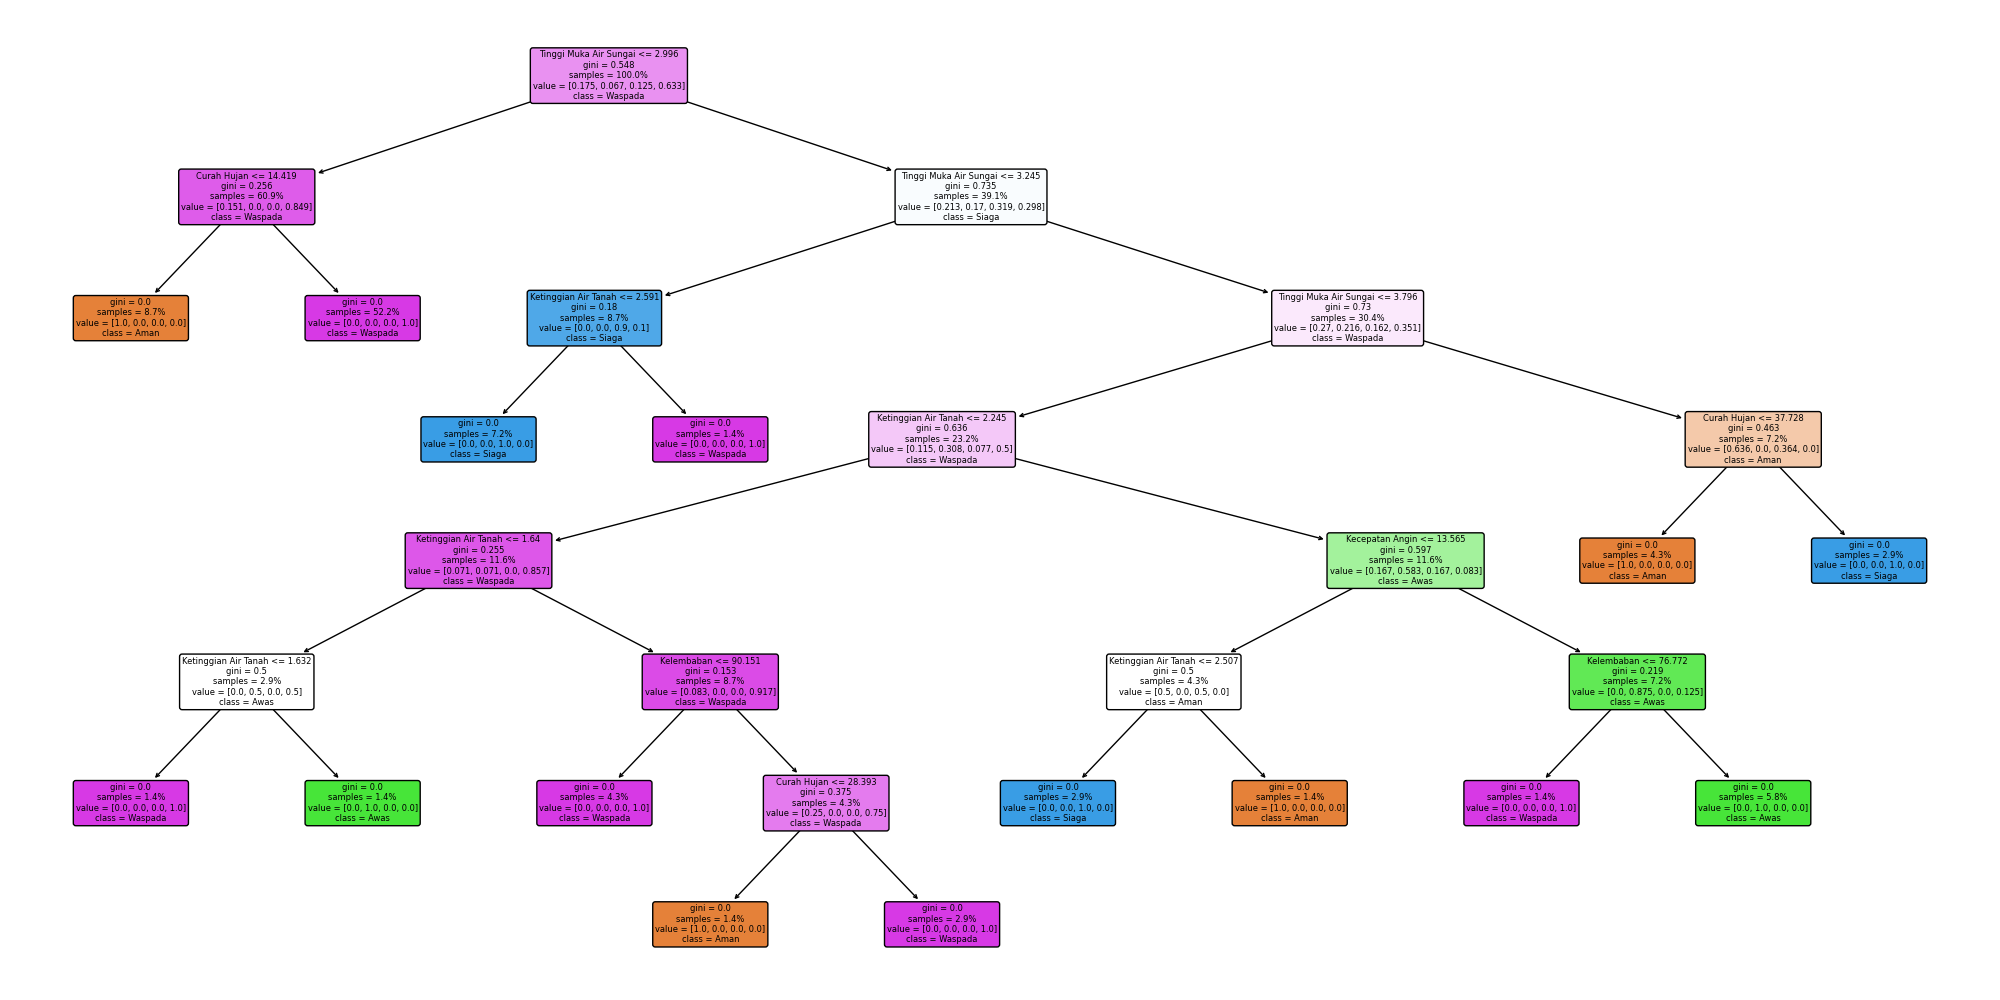 Tinggi Muka Air Sungai <= 2.996
gini = 0.548
samples = 100.0%
value = [0.175, 0.067, 0.125, 0.633]
class = Waspada
Curah Hujan <= 14.419
gini = 0.256
samples = 60.9%
value = [0.151, 0.0, 0.0, 0.849]
class = Waspada
Tinggi Muka Air Sungai <= 3.245
gini = 0.735
samples = 39.1%
value = [0.213, 0.17, 0.319, 0.298]
class = Siaga
gini = 0.0
samples = 8.7%
value = [1.0, 0.0, 0.0, 0.0]
class = Aman
gini = 0.0
samples = 52.2%
value = [0.0, 0.0, 0.0, 1.0]
class = Waspada
Ketinggian Air Tanah <= 2.591
gini = 0.18
samples = 8.7%
value = [0.0, 0.0, 0.9, 0.1]
class = Siaga
Tinggi Muka Air Sungai <= 3.796
gini = 0.73
samples = 30.4%
value = [0.27, 0.216, 0.162, 0.351]
class = Waspada
gini = 0.0
samples = 7.2%
value = [0.0, 0.0, 1.0, 0.0]
class = Siaga
gini = 0.0
samples = 1.4%
value = [0.0, 0.0, 0.0, 1.0]
class = Waspada
Ketinggian Air Tanah <= 2.245
gini = 0.636
samples = 23.2%
value = [0.115, 0.308, 0.077, 0.5]
class = Waspada
Curah Hujan <= 37.728
gini = 0.463
samples = 7.2%
value = [0.636, 0.0, 0.364, 0.0]
class = Aman
Ketinggian Air Tanah <= 1.64
gini = 0.255
samples = 11.6%
value = [0.071, 0.071, 0.0, 0.857]
class = Waspada
Kecepatan Angin <= 13.565
gini = 0.597
samples = 11.6%
value = [0.167, 0.583, 0.167, 0.083]
class = Awas
gini = 0.0
samples = 4.3%
value = [1.0, 0.0, 0.0, 0.0]
class = Aman
gini = 0.0
samples = 2.9%
value = [0.0, 0.0, 1.0, 0.0]
class = Siaga
Ketinggian Air Tanah <= 1.632
gini = 0.5
samples = 2.9%
value = [0.0, 0.5, 0.0, 0.5]
class = Awas
Kelembaban <= 90.151
gini = 0.153
samples = 8.7%
value = [0.083, 0.0, 0.0, 0.917]
class = Waspada
Ketinggian Air Tanah <= 2.507
gini = 0.5
samples = 4.3%
value = [0.5, 0.0, 0.5, 0.0]
class = Aman
Kelembaban <= 76.772
gini = 0.219
samples = 7.2%
value = [0.0, 0.875, 0.0, 0.125]
class = Awas
gini = 0.0
samples = 1.4%
value = [0.0, 0.0, 0.0, 1.0]
class = Waspada
gini = 0.0
samples = 1.4%
value = [0.0, 1.0, 0.0, 0.0]
class = Awas
gini = 0.0
samples = 4.3%
value = [0.0, 0.0, 0.0, 1.0]
class = Waspada
Curah Hujan <= 28.393
gini = 0.375
samples = 4.3%
value = [0.25, 0.0, 0.0, 0.75]
class = Waspada
gini = 0.0
samples = 2.9%
value = [0.0, 0.0, 1.0, 0.0]
class = Siaga
gini = 0.0
samples = 1.4%
value = [1.0, 0.0, 0.0, 0.0]
class = Aman
gini = 0.0
samples = 1.4%
value = [0.0, 0.0, 0.0, 1.0]
class = Waspada
gini = 0.0
samples = 5.8%
value = [0.0, 1.0, 0.0, 0.0]
class = Awas
gini = 0.0
samples = 1.4%
value = [1.0, 0.0, 0.0, 0.0]
class = Aman
gini = 0.0
samples = 2.9%
value = [0.0, 0.0, 0.0, 1.0]
class = Waspada